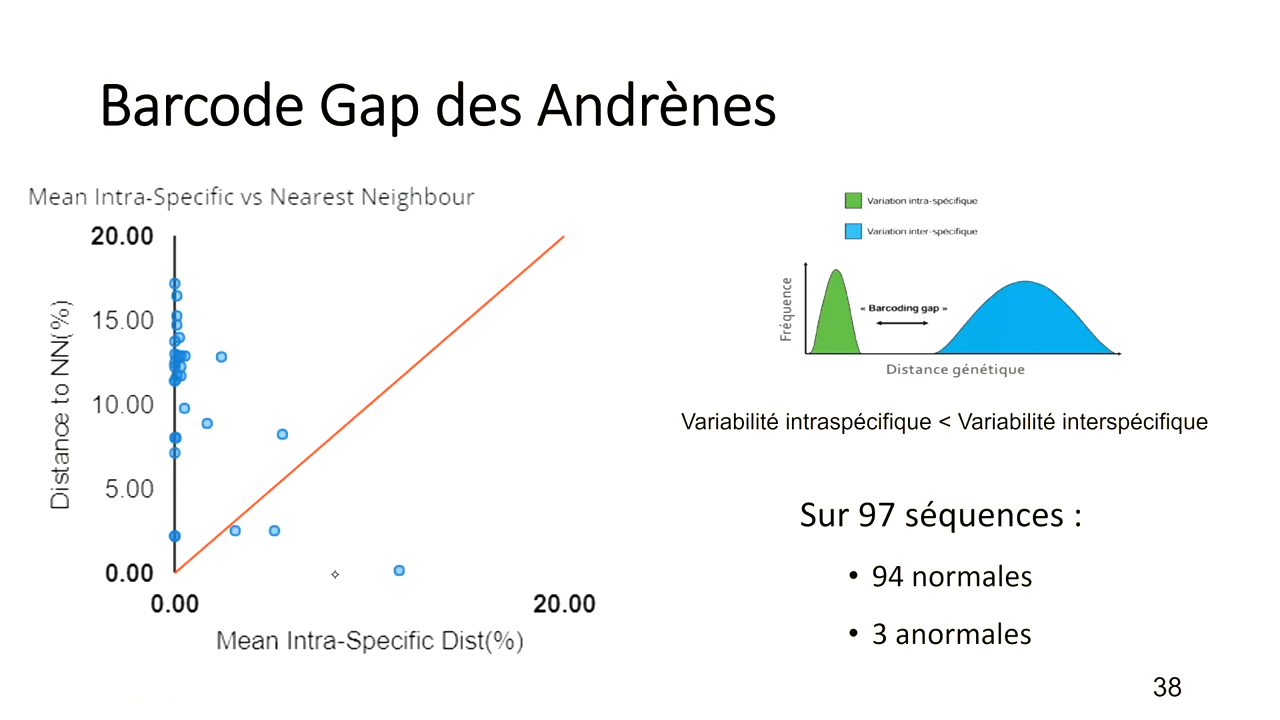 Barcode Gap des Andrènes
Mean Intra-Specific vs Nearest Neighbour
20.00
15.00
10.00
5.00
0.00
Distance to NN(%)
0.00
20.00
Mean Intra-Specific Dist(%)
Variation intra-spécifique
Variation inter-spécifique
Fréquence
« Barcoding gap »
Distance génétique
Variabilité intraspécifique < Variabilité interspécifique
Sur 97 séquences :
• 94 normales
• 3 anormales
38